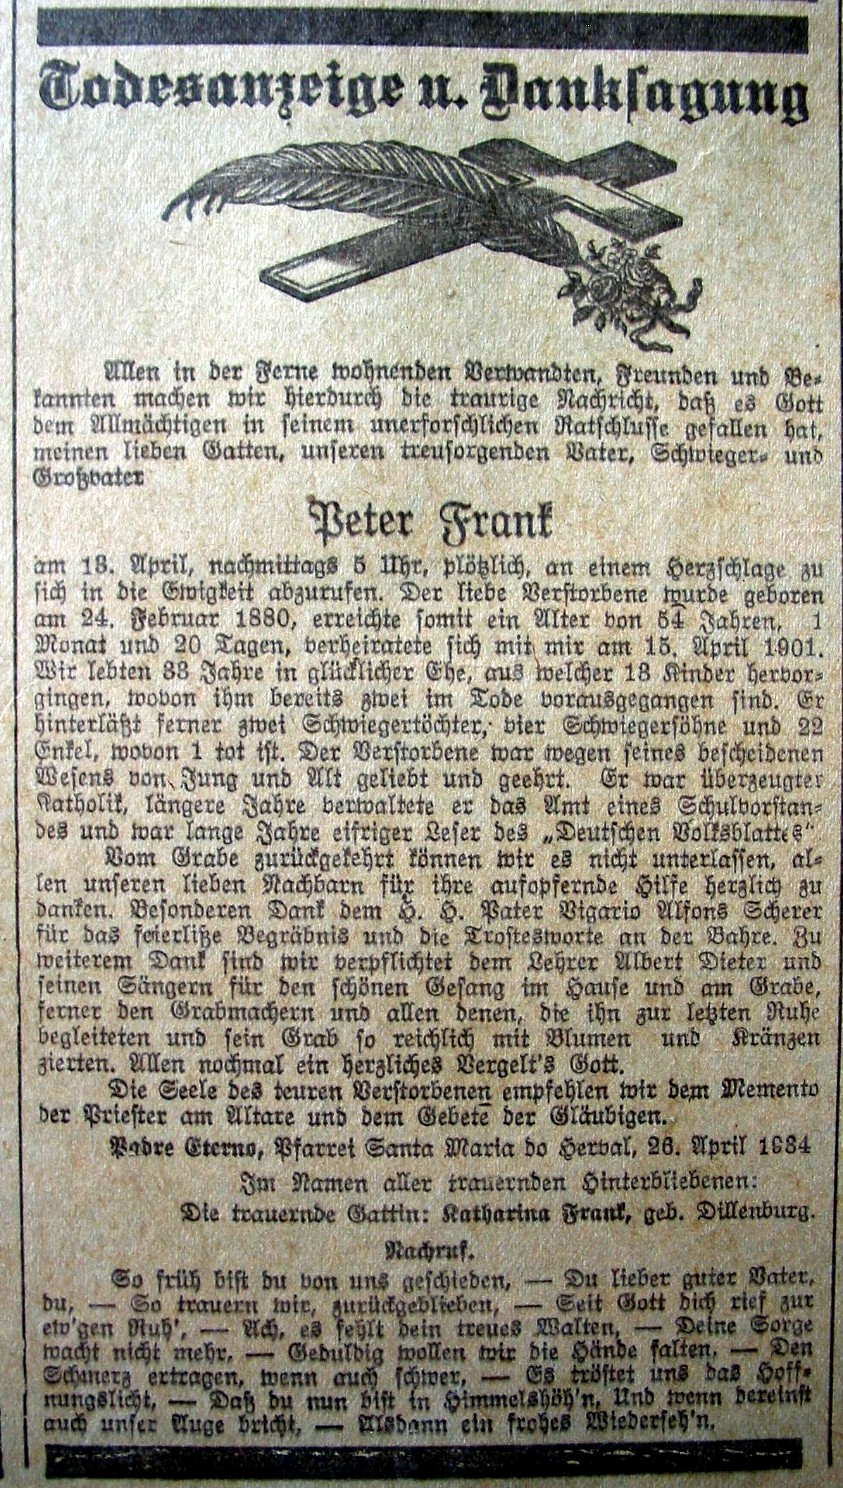 Todesanzeige u. Danksagung
Allen in der Ferne wohnenden Verwandten, Freunden und Be-
kannten machen wir hierdurch die traurige Nachricht, daß es Gott
dem Allmächtigen in seinem unerforschlichen Ratschlusse gefallen hat,
meinen lieben Gatten, unseren treusorgenden Vater, Schwieger- und
Großvater
Peter Frank
am 13. April, nachmittags 5 Uhr, plötzlich, an einem Herzschlage zu
sich in die Ewigkeit abzurufen. Der liebe Verstorbene wurde geboren
am 24. Februar 1880, erreichte somit ein Alter von 54 Jahren, 1
Monat und 20 Tagen, verheiratete sich mit mir am 15. April 1901.
Wir lebten 33 Jahre in glücklicher Ehe, aus welcher 13 Kinder hervor-
gingen, wovon ihm bereits zwei im Tode vorausgegangen sind. Er
hinterläßt ferner zwei Schwiegertöchter, vier Schwiegersöhne und 22
Enkel, wovon 1 tot ist. Der Verstorbene war wegen seines bescheidenen
Wesens von Jung und Alt geliebt und geehrt. Er war überzeugter
Katholik, längere Jahre verwaltete er das Amt eines Schulvorstan-
des und war lange Jahre eifriger Leser des „Deutschen Volksblattes"
Vom Grabe zurückgekehrt können wir es nicht unterlassen, al-
len unseren lieben Nachbarn für ihre aufopfernde Hilfe herzlich zu
danken. Besonderen Dank dem H. H. Pater Vigario Alfons Scherer
für das feierliße Begräbnis und die Trostesworte an der Bahre. Zu
weiterem Dank sind wir verpflichtet dem Lehrer Albert Dieter und
seinen Sängern für den schönen Gesang im Hause und am Grabe,
ferner den Grabmachern und allen denen, die ihn zur letzten Ruhe
begleiteten und sein Grab so reichlich mit Blumen und Kränzen
zierten. Allen nochmal ein herzliches Vergelt's Gott.
Die Seele des teuren Verstorbenen empfehlen wir dem Memento
der Priester am Altare und dem Gebete der Gläubigen.
Padre Eterno, Pfarrei Santa Maria do Herval, 26. April 1934
Im Namen aller trauernden Hinterbliebenen:
Die trauernde Gattin: Katharina Frank, geb. Dillenburg.
Nachruf.
So früh bist du von uns geschieden, — Du lieber guter Vater,
du, — So trauern wir, zurückgeblieben, — Seit Gott dich rief zur
ew'gen Ruh', — Ach, es fehlt dein treues Walten, — Deine Sorge
wacht nicht mehr, — Geduldig wollen wir die Hände falten, — Den
Schmerz ertragen, wenn auch schwer, — Es tröstet uns das Hoff-
nungslicht, — Daß du nun bist in Himmelshöh'n, Und wenn dereinst
auch unser Auge bricht, — Alsdann ein frohes Wiederseh'n.